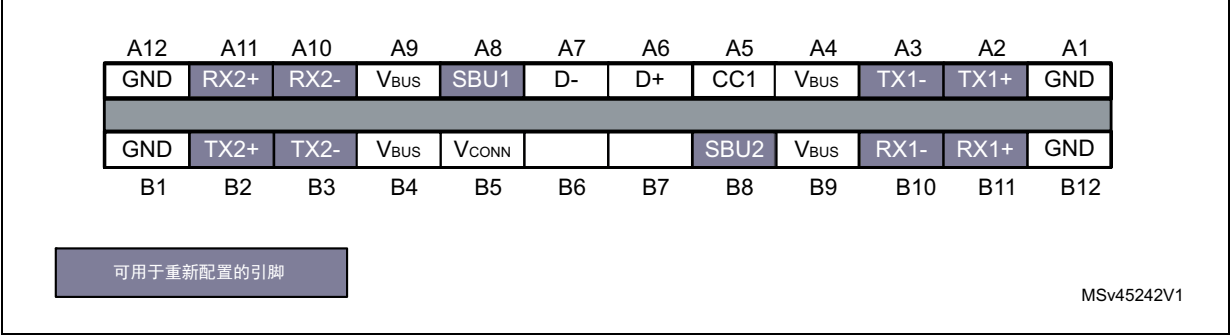 A12 A11 A10 A9 A8 A7 A6 A5 A4 A3 A2 A1
GND RX2+ RX2- VBUS SBU1 D- D+ CC1 VBUS TX1- TX1+ GND
GND TX2+ TX2- VBUS VCONN SBU2 VBUS RX1- RX1+ GND
B1 B2 B3 B4 B5 B6 B7 B8 B9 B10 B11 B12
可用于重新配置的引脚
MSv45242V1